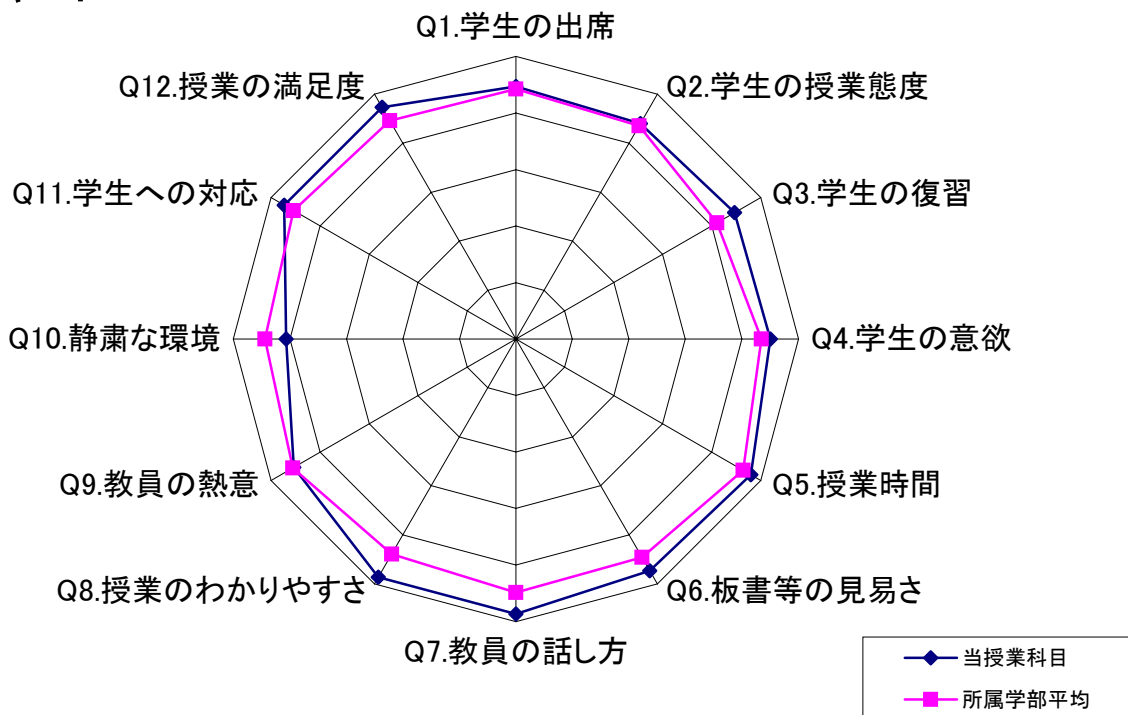 Q1.学生の出席
Q2.学生の授業態度
Q3.学生の復習
Q4.学生の意欲
Q5.授業時間
Q6.板書等の見易さ
Q7.教員の話し方
Q8.授業のわかりやすさ
Q9.教員の熱意
Q10.静粛な環境
Q11.学生への対応
Q12.授業の満足度
当授業科目
所属学部平均